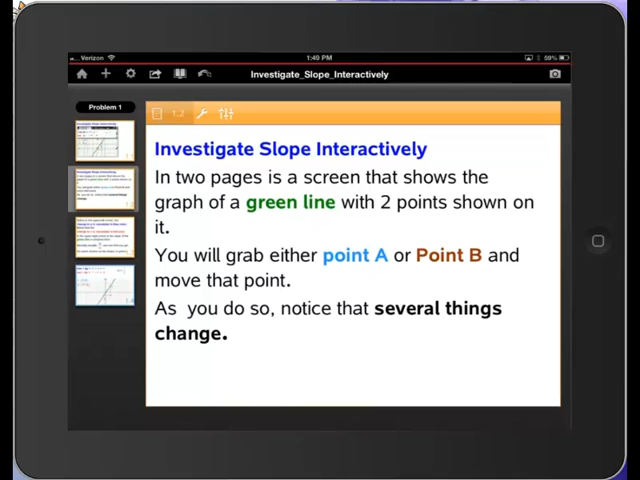 Verizon
1:49 PM
59%
Investigate_Slope_Interactively
Problem 1
1.2
Investigate Slope Interactively
In two pages is a screen that shows the
graph of a green line with 2 points shown on
it.
You will grab either point A or Point B and
move that point.
As you do so, notice that several things
change.